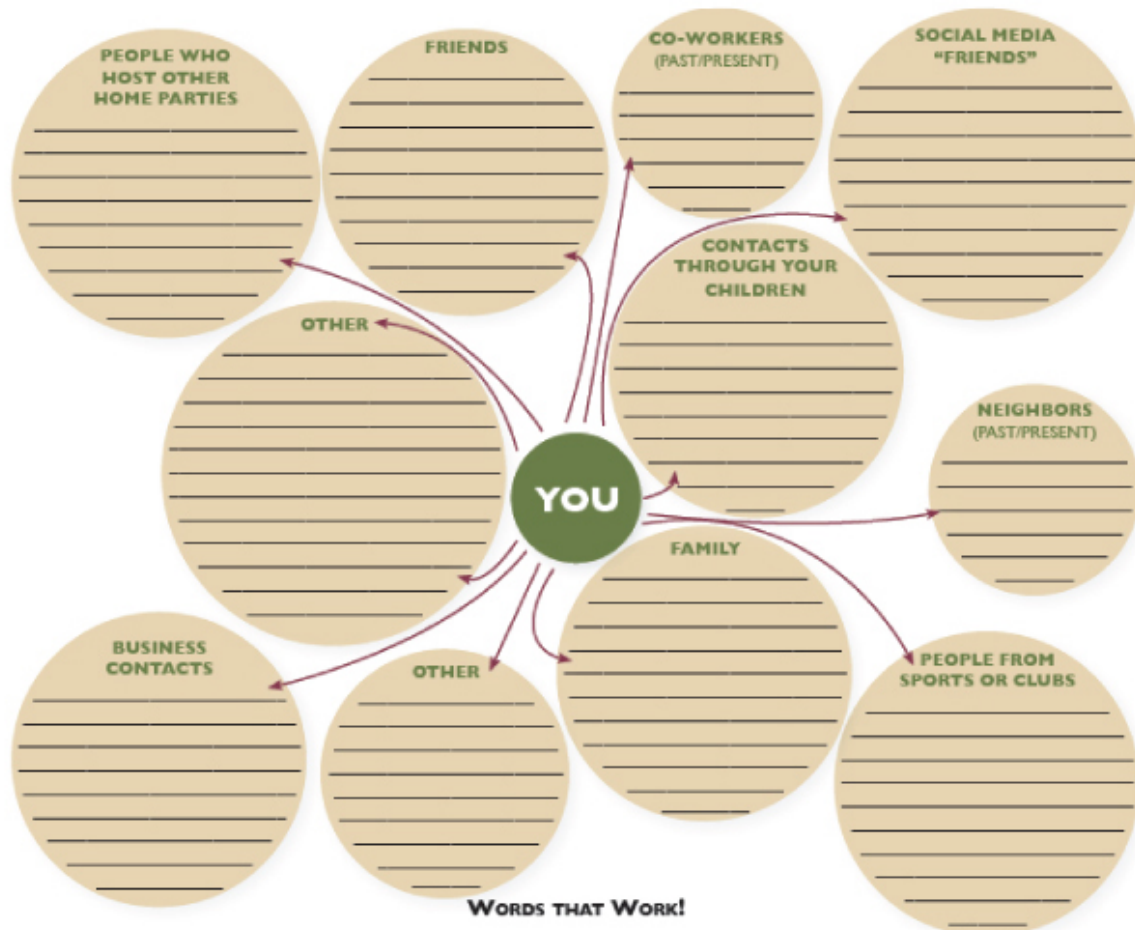 PEOPLE WHO
HOST OTHER
HOME PARTIES
FRIENDS
CO-WORKERS
(PAST/PRESENT)
SOCIAL MEDIA
“FRIENDS”
CONTACTS
THROUGH YOUR
CHILDREN
OTHER
NEIGHBORS
(PAST/PRESENT)
YOU
FAMILY
BUSINESS
CONTACTS
OTHER
PEOPLE FROM
SPORTS OR CLUBS
WORDS THAT WORK!